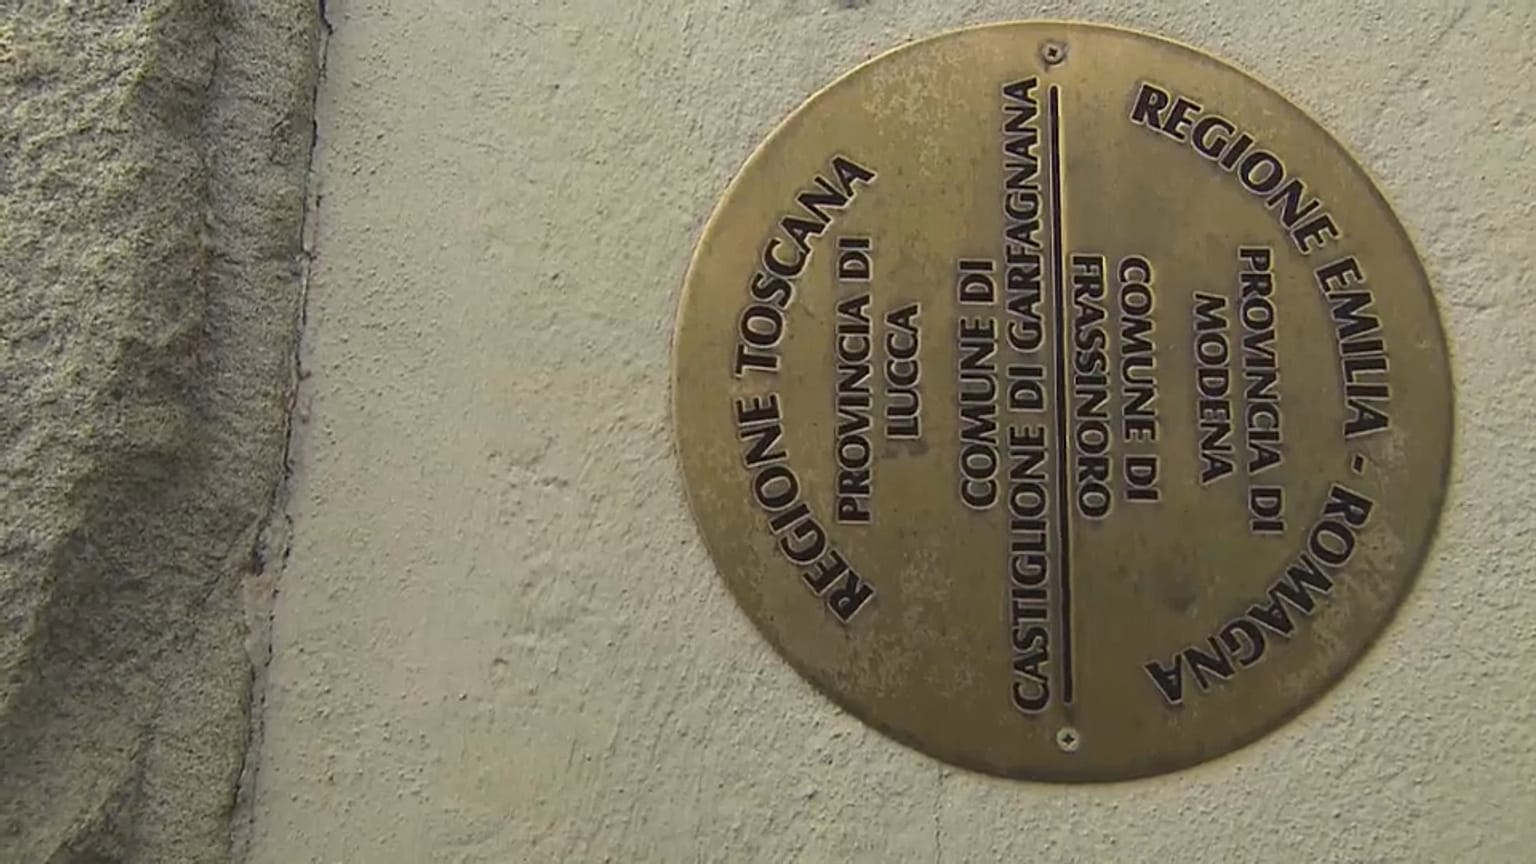 REGIONE TOSCANA
PROVINCIA DI
LUCCA
COMUNE DI
CASTIGLIONE DI GARFAGNANA
REGIONE EMILIA - ROMAGNA
PROVINCIA DI
MODENA
COMUNE DI
FRASSINORO